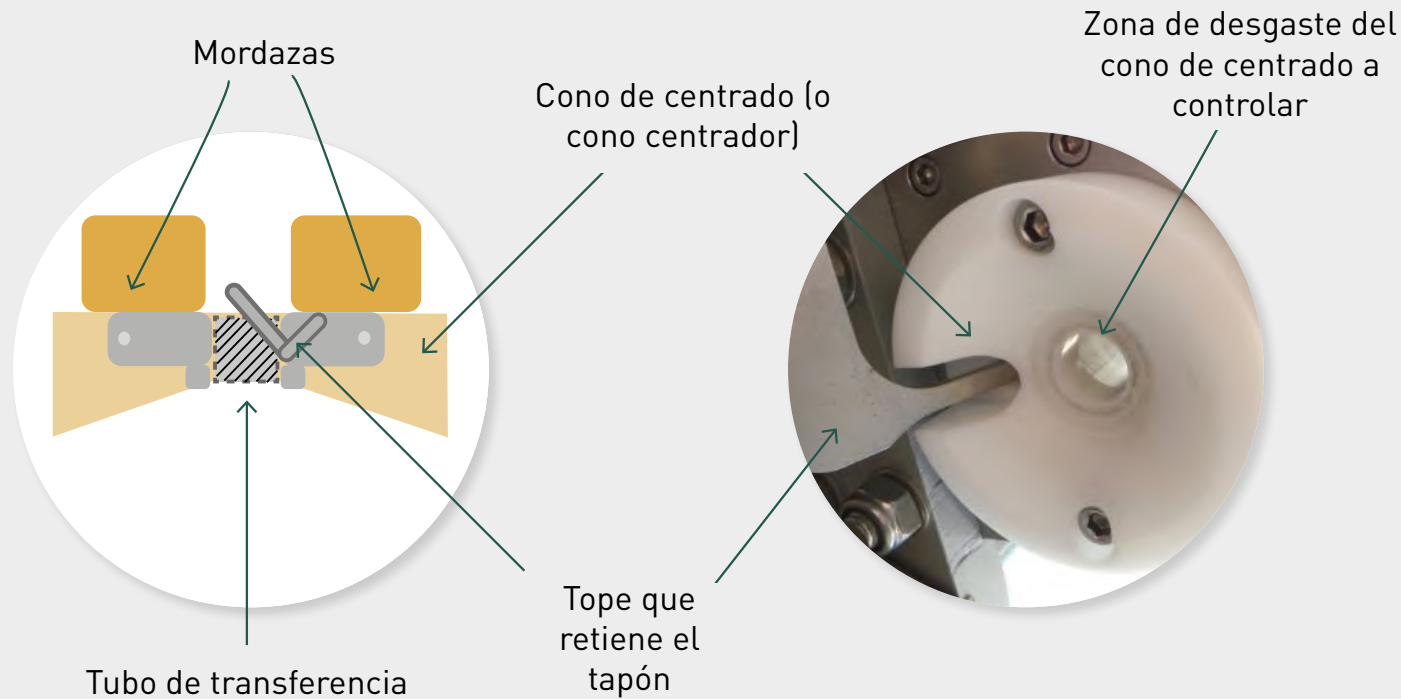 Mordazas
Cono de centrado (o
cono centrador)
Zona de desgaste del
cono de centrado a
controlar
Tope que
retiene el
tapón
Tubo de transferencia